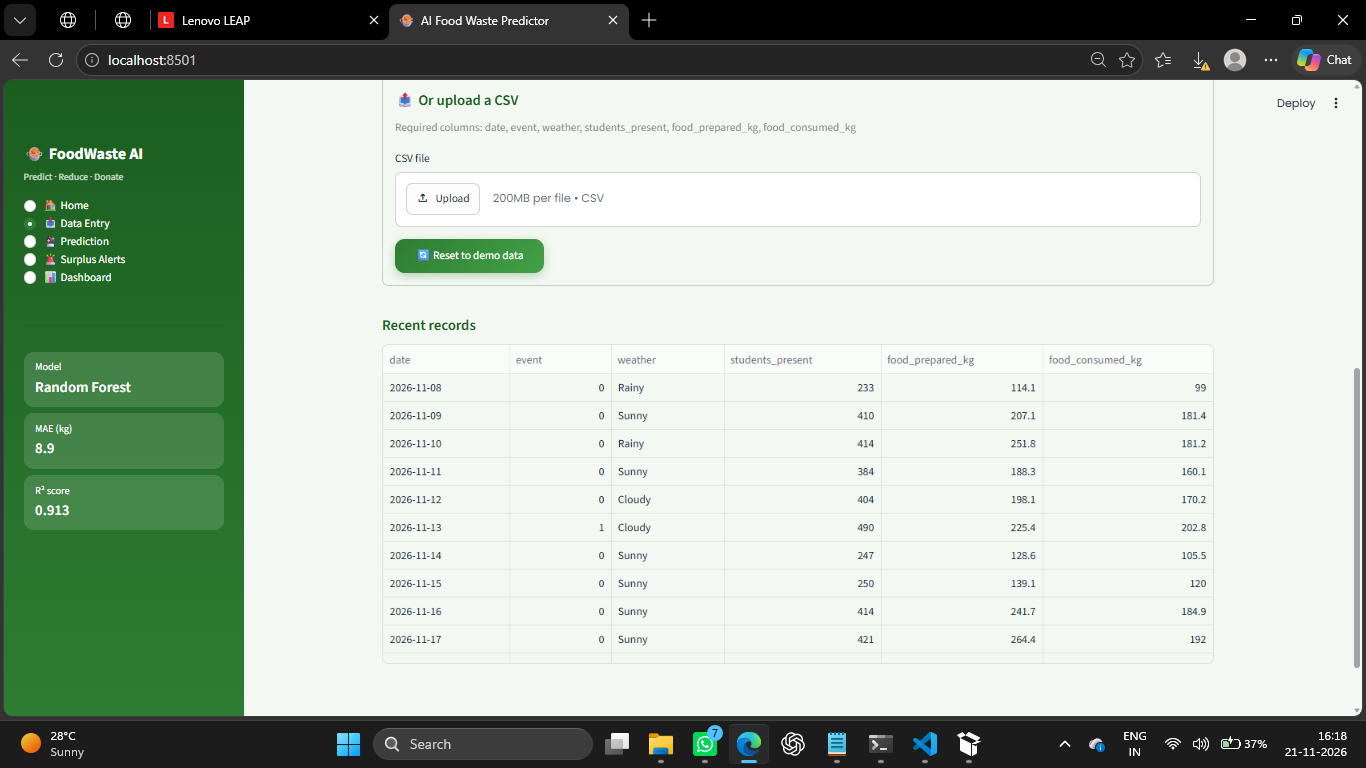 Lenovo LEAP
AI Food Waste Predictor
localhost:8501
Chat
Deploy
FoodWaste AI
Predict · Reduce · Donate
Home
Data Entry
Prediction
Surplus Alerts
Dashboard
Model
Random Forest
MAE (kg)
8.9
R² score
0.913
Or upload a CSV
Required columns: date, event, weather, students_present, food_prepared_kg, food_consumed_kg
CSV file
Upload 200MB per file • CSV
Reset to demo data
Recent records
date event weather students_present food_prepared_kg food_consumed_kg
2026-11-08 0 Rainy 233 114.1 99
2026-11-09 0 Sunny 410 207.1 181.4
2026-11-10 0 Rainy 414 251.8 181.2
2026-11-11 0 Sunny 384 188.3 160.1
2026-11-12 0 Cloudy 404 198.1 170.2
2026-11-13 1 Cloudy 490 225.4 202.8
2026-11-14 0 Sunny 247 128.6 105.5
2026-11-15 0 Sunny 250 139.1 120
2026-11-16 0 Sunny 414 241.7 184.9
2026-11-17 0 Sunny 421 264.4 192
28°C
Sunny
Search
7
ENG
IN
37%
16:18
21-11-2026